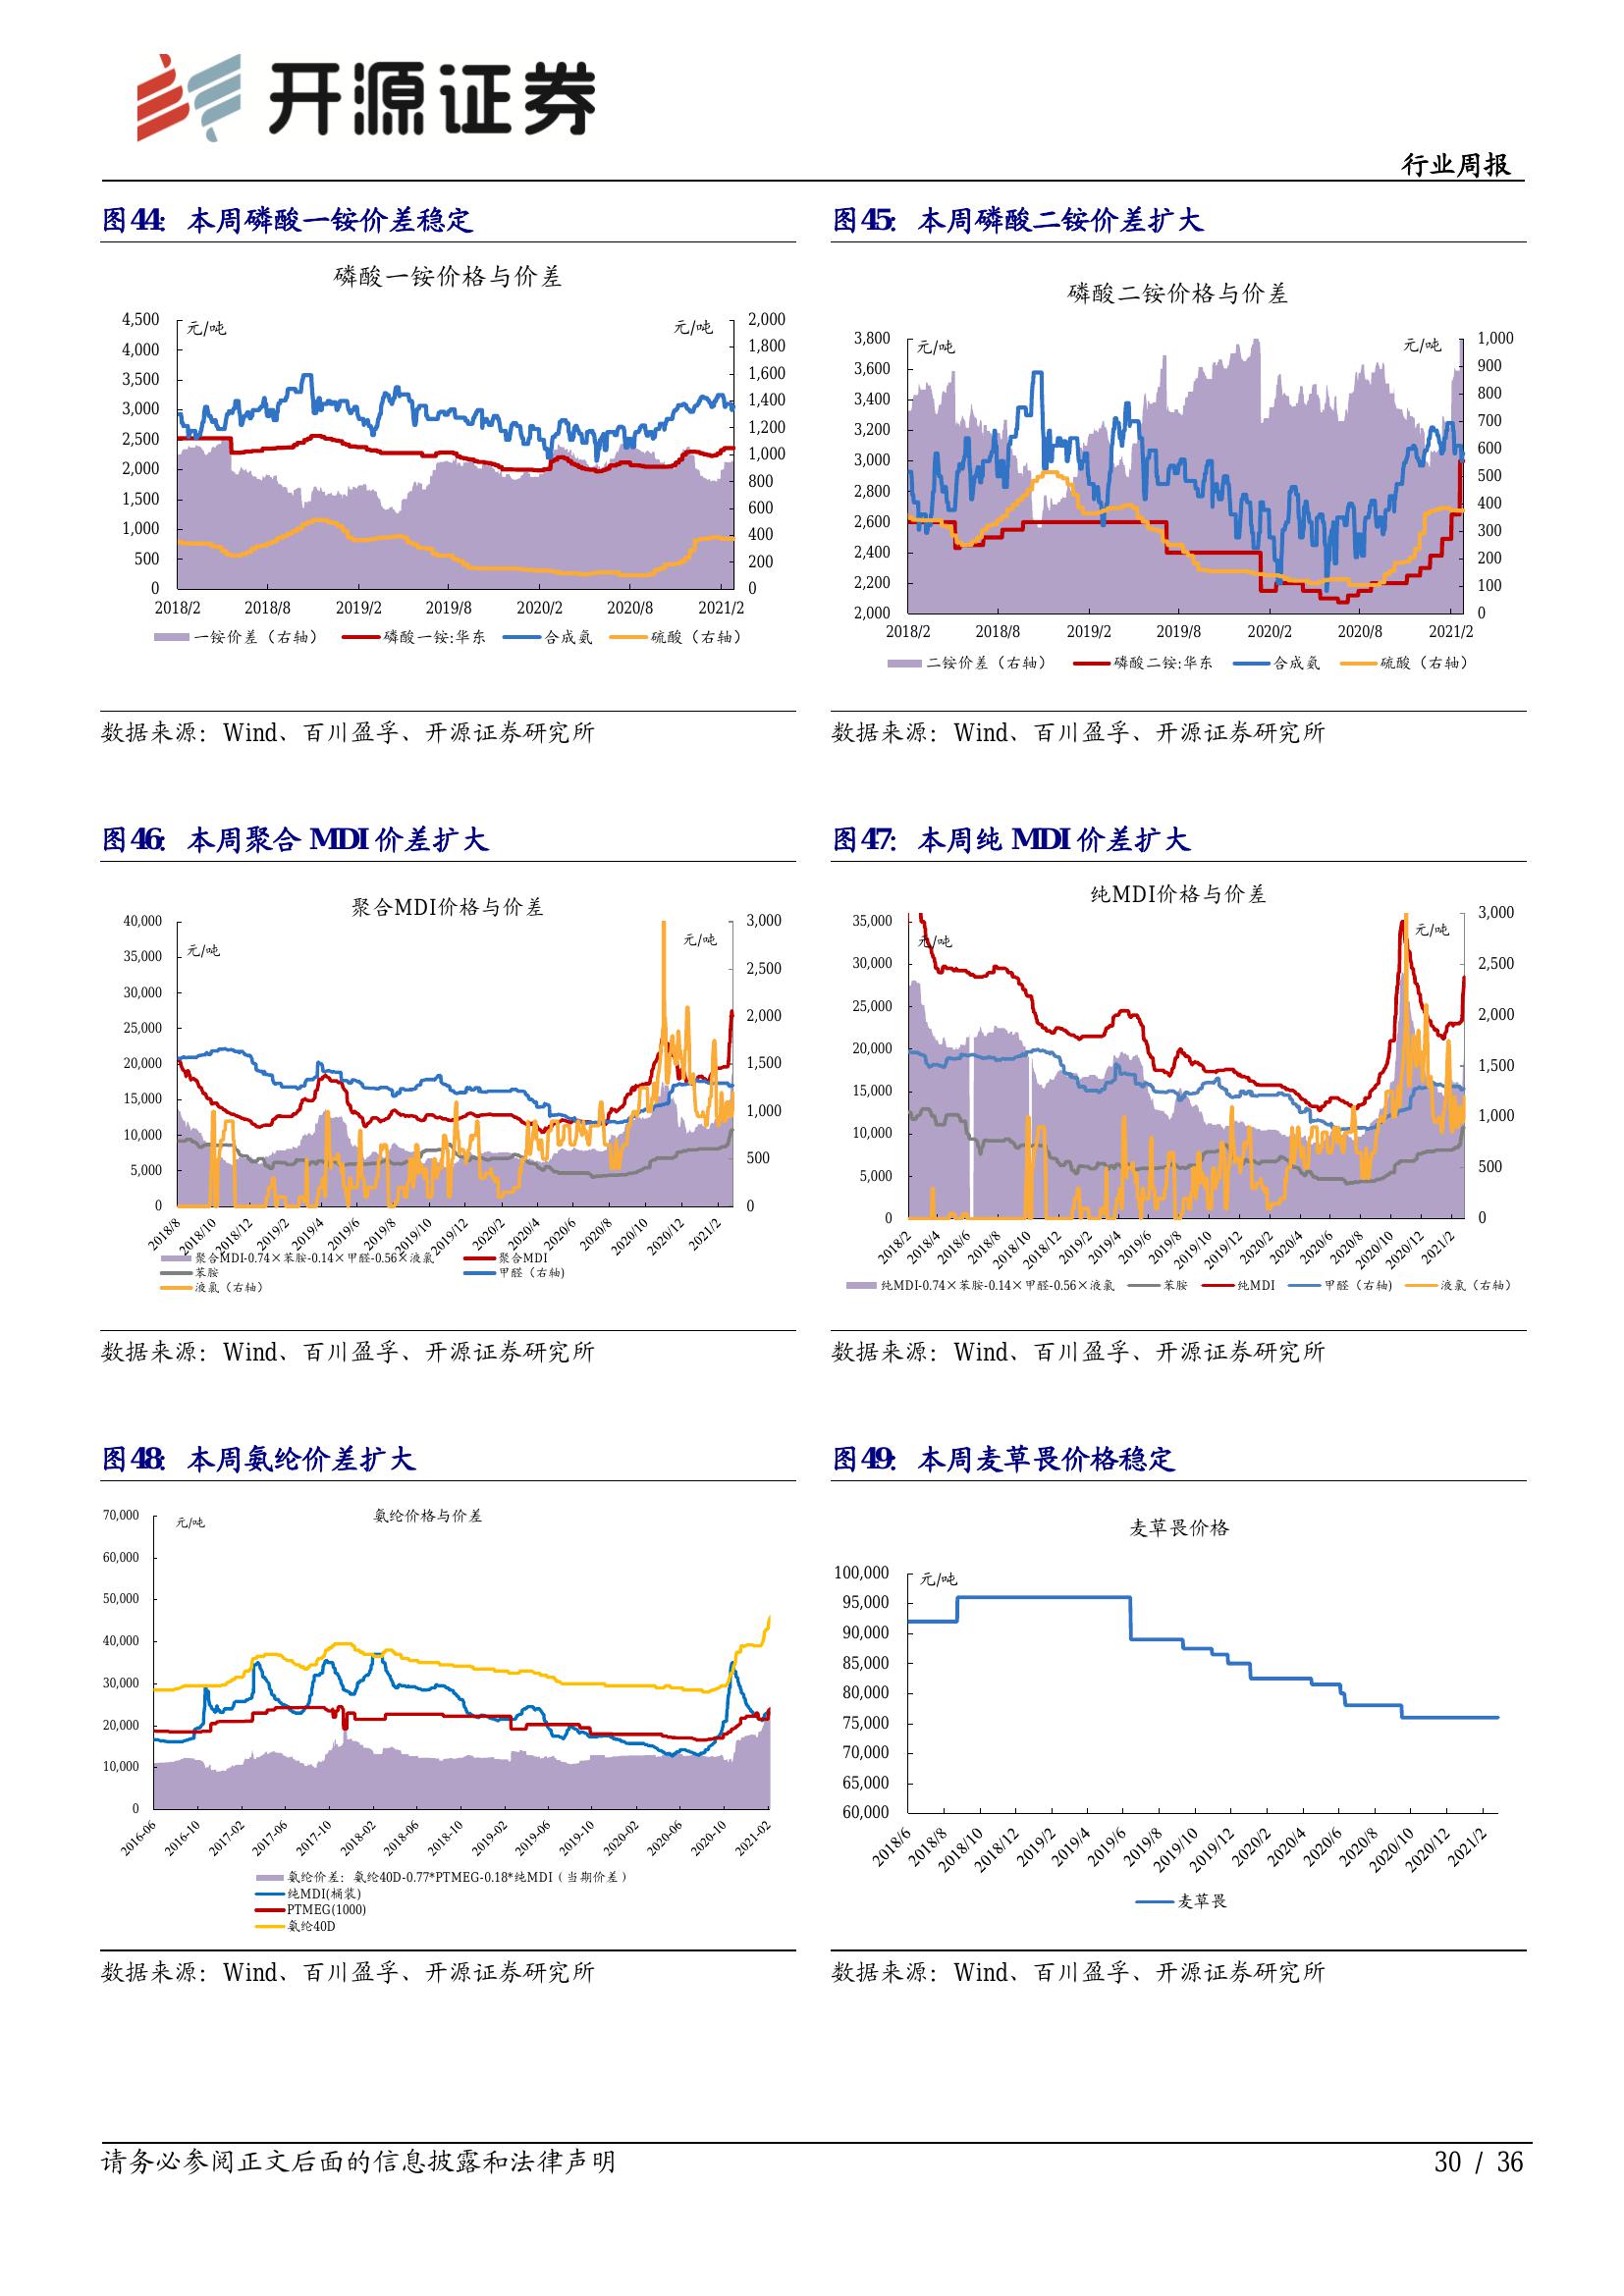 开源证券
行业周报
图44：本周磷酸一铵价差稳定
磷酸一铵价格与价差
元/吨
元/吨
4,500
4,000
3,500
3,000
2,500
2,000
1,500
1,000
500
0
2,000
1,800
1,600
1,400
1,200
1,000
800
600
400
200
0
2018/2 2018/8 2019/2 2019/8 2020/2 2020/8 2021/2
一铵价差（右轴） 磷酸一铵:华东 合成氨 硫酸（右轴）
数据来源：Wind、百川盈孚、开源证券研究所
图45：本周磷酸二铵价差扩大
磷酸二铵价格与价差
元/吨
元/吨
3,800
3,600
3,400
3,200
3,000
2,800
2,600
2,400
2,200
2,000
1,000
900
800
700
600
500
400
300
200
100
0
2018/2 2018/8 2019/2 2019/8 2020/2 2020/8 2021/2
二铵价差（右轴） 磷酸二铵:华东 合成氨 硫酸（右轴）
数据来源：Wind、百川盈孚、开源证券研究所
图46：本周聚合 MDI 价差扩大
聚合MDI价格与价差
元/吨
元/吨
40,000
35,000
30,000
25,000
20,000
15,000
10,000
5,000
0
3,000
2,500
2,000
1,500
1,000
500
0
2018/8 2018/10 2018/12 2019/2 2019/4 2019/6 2019/8 2019/10 2019/12 2020/2 2020/4 2020/6 2020/8 2020/10 2020/12 2021/2
聚合MDI-0.74×苯胺-0.14×甲醛-0.56×液氯 聚合MDI
苯胺 甲醛（右轴)
液氯（右轴）
数据来源：Wind、百川盈孚、开源证券研究所
图47：本周纯 MDI 价差扩大
纯MDI价格与价差
元/吨
元/吨
35,000
30,000
25,000
20,000
15,000
10,000
5,000
0
3,000
2,500
2,000
1,500
1,000
500
0
2018/2 2018/4 2018/6 2018/8 2018/10 2018/12 2019/2 2019/4 2019/6 2019/8 2019/10 2019/12 2020/2 2020/4 2020/6 2020/8 2020/10 2020/12 2021/2
纯MDI-0.74×苯胺-0.14×甲醛-0.56×液氯 苯胺 纯MDI 甲醛（右轴) 液氯（右轴）
数据来源：Wind、百川盈孚、开源证券研究所
图48：本周氨纶价差扩大
氨纶价格与价差
元/吨
70,000
60,000
50,000
40,000
30,000
20,000
10,000
0
2016-06 2016-10 2017-02 2017-06 2017-10 2018-02 2018-06 2018-10 2019-02 2019-06 2019-10 2020-02 2020-06 2020-10 2021-02
氨纶价差：氨纶40D-0.77*PTMEG-0.18*纯MDI（当期价差）
纯MDI(桶装)
PTMEG(1000)
氨纶40D
数据来源：Wind、百川盈孚、开源证券研究所
图49：本周麦草畏价格稳定
麦草畏价格
元/吨
100,000
95,000
90,000
85,000
80,000
75,000
70,000
65,000
60,000
2018/6 2018/8 2018/10 2018/12 2019/2 2019/4 2019/6 2019/8 2019/10 2019/12 2020/2 2020/4 2020/6 2020/8 2020/10 2020/12 2021/2
麦草畏
数据来源：Wind、百川盈孚、开源证券研究所
请务必参阅正文后面的信息披露和法律声明
30 / 36